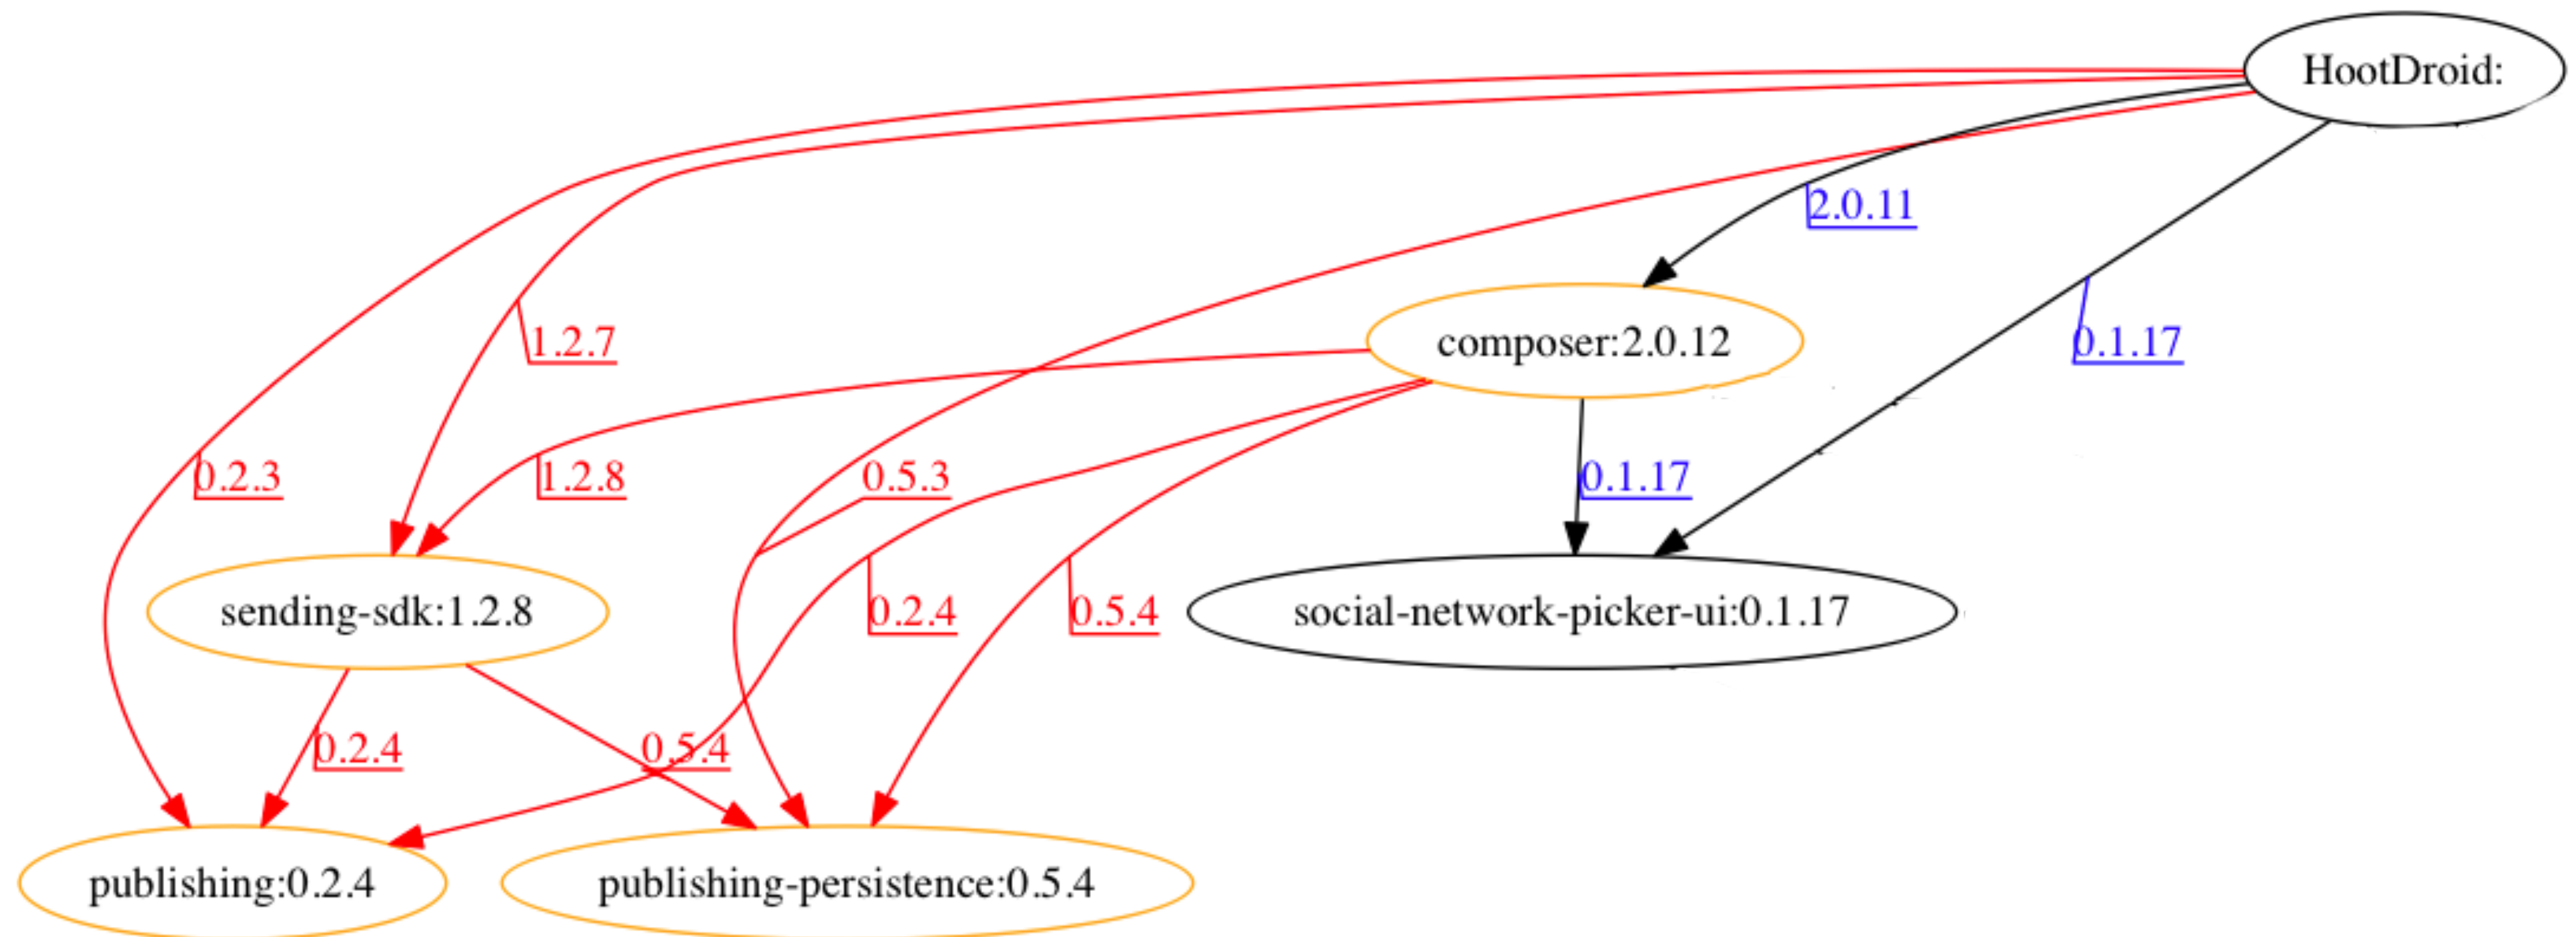 HootDroid:
2.0.11
composer:2.0.12
1.2.7
0.1.17
0.2.3
1.2.8
0.5.3
0.1.17
sending-sdk:1.2.8
0.2.4
0.5.4
social-network-picker-ui:0.1.17
0.2.4
0.5.4
publishing:0.2.4
publishing-persistence:0.5.4